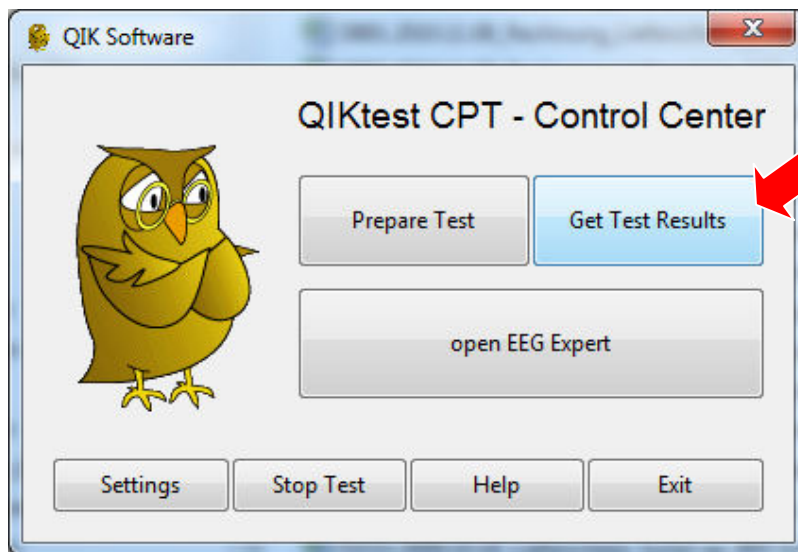 QIK Software
QIKtest CPT - Control Center
Prepare Test
Get Test Results
open EEG Expert
Settings
Stop Test
Help
Exit